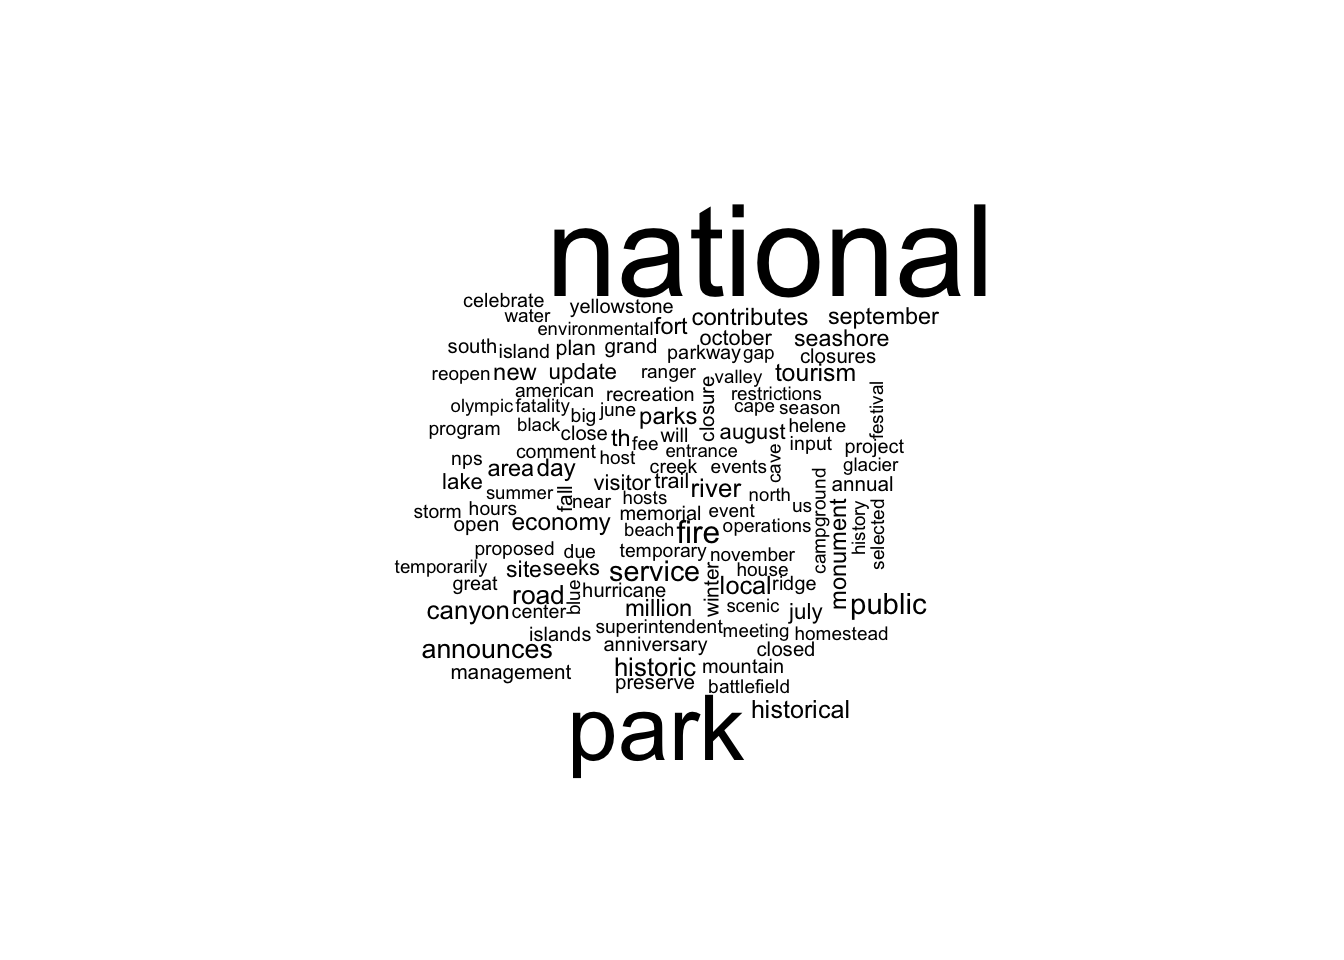 national
celebrate yellowstone
water contributes september
environmental fort
october seashore
south island plan grand parkway gap closures
reopen new update ranger valley tourism
american recreation closure restrictions festival
olympic fatality big june parks cape season
program black close th fee will august helene
comment host entrance cave input project
nps area day creek events glacier
lake summer fall visitor trail river north campground annual
storm hours near hosts us monument history selected
open economy memorial event
beach fire operations
proposed due temporary november
temporarily site seeks service winter house
great road blue hurricane local ridge
canyon center million scenic july public
islands superintendent meeting homestead
announces anniversary closed
management historic mountain
preserve battlefield
park historical